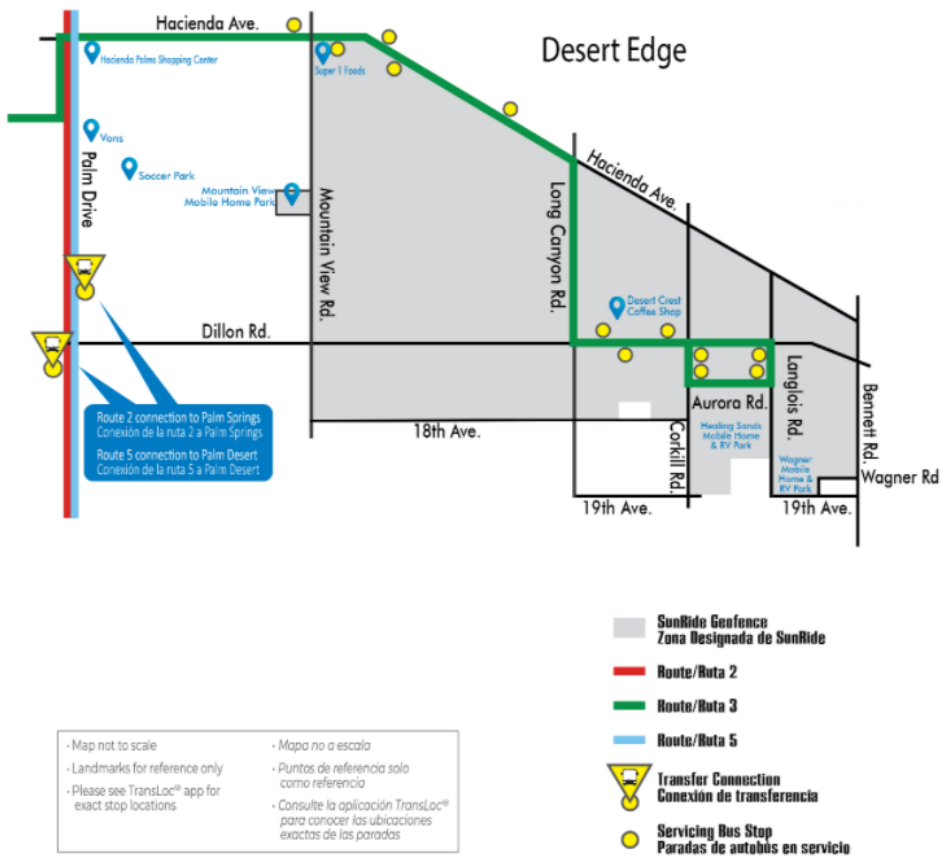 Hacienda Ave.
Desert Edge
Hacienda Palms Shopping Center
Super 1 Foods
Vons
Palm Drive
Soccer Park
Mountain View
Mobile Home Park
Mountain View Rd.
Long Canyon Rd.
Hacienda Ave.
Desert Crest
Coffee Shop
Dillon Rd.
Route 2 connection to Palm Springs
Conexión de la ruta 2 a Palm Springs
Route 5 connection to Palm Desert
Conexión de la ruta 5 a Palm Desert
18th Ave.
Corkill Rd.
Aurora Rd.
Healing Sands
Mobile Home
& RV Park
Langlois Rd.
Bennett Rd.
Wagner
Mobile
Home &
RV Park
Wagner Rd
19th Ave.
19th Ave.
SunRide Geofence
Zona Designada de SunRide
Route/Ruta 2
Route/Ruta 3
Route/Ruta 5
Transfer Connection
Conexión de transferencia
Servicing Bus Stop
Paradas de autobús en servicio
· Map not to scale
· Landmarks for reference only
· Please see TransLoc® app for
exact stop locations
· Mapa no a escala
· Puntos de referencia solo
como referencia
· Consulte la aplicación TransLoc®
para conocer las ubicaciones
exactas de las paradas